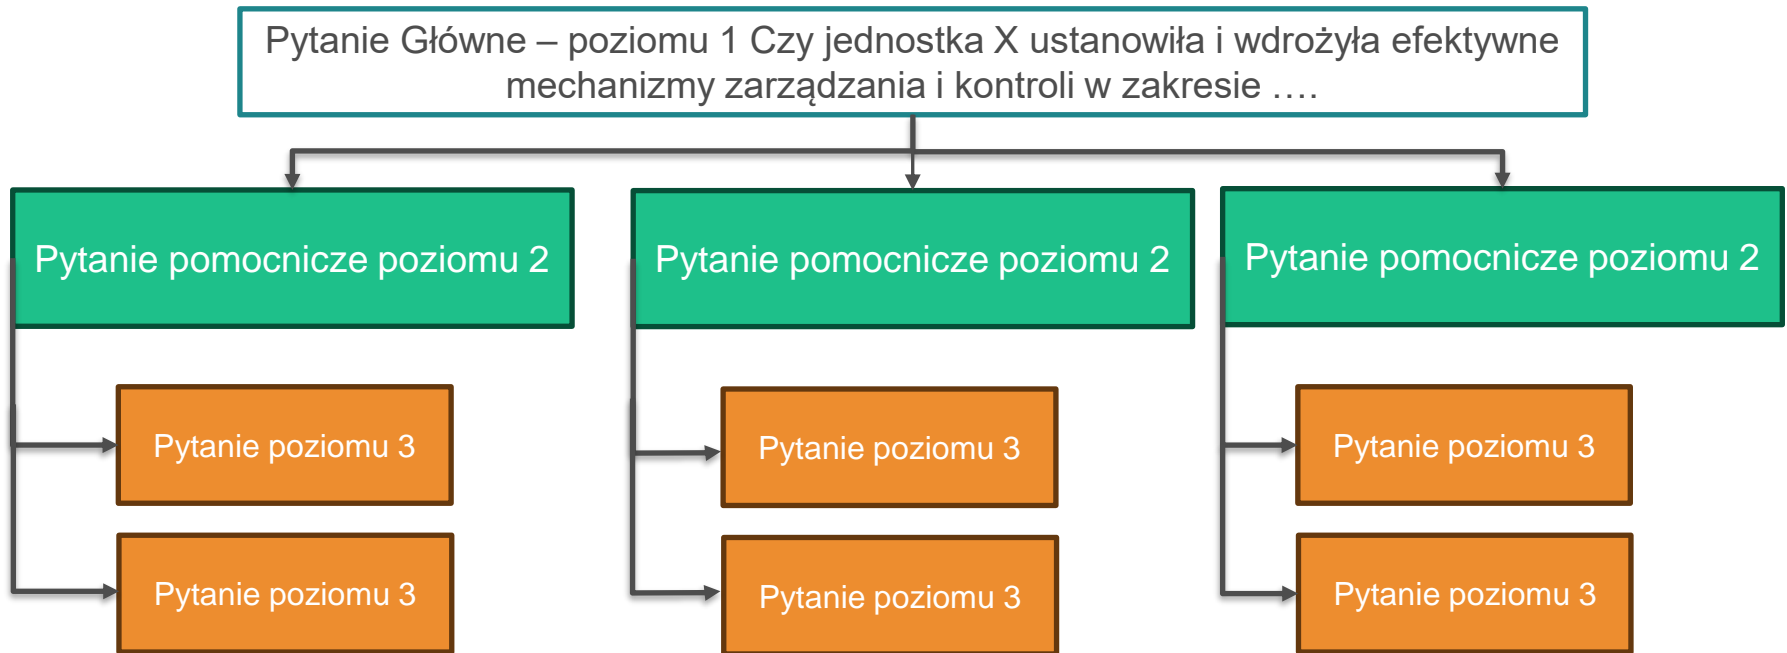 Pytanie Główne – poziomu 1 Czy jednostka X ustanowiła i wdrożyła efektywne
mechanizmy zarządzania i kontroli w zakresie ….
Pytanie pomocnicze poziomu 2
Pytanie pomocnicze poziomu 2
Pytanie pomocnicze poziomu 2
Pytanie poziomu 3
Pytanie poziomu 3
Pytanie poziomu 3
Pytanie poziomu 3
Pytanie poziomu 3
Pytanie poziomu 3